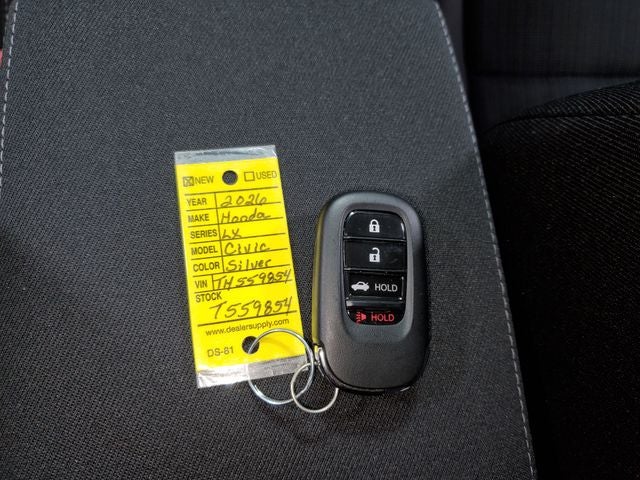 ☒NEW ☐USED
YEAR 2026
MAKE Honda
SERIES LX
MODEL Civic
COLOR Silver
VIN TH559854
STOCK
T559854
www.dealersupply.com
DS-81
HOLD
HOLD